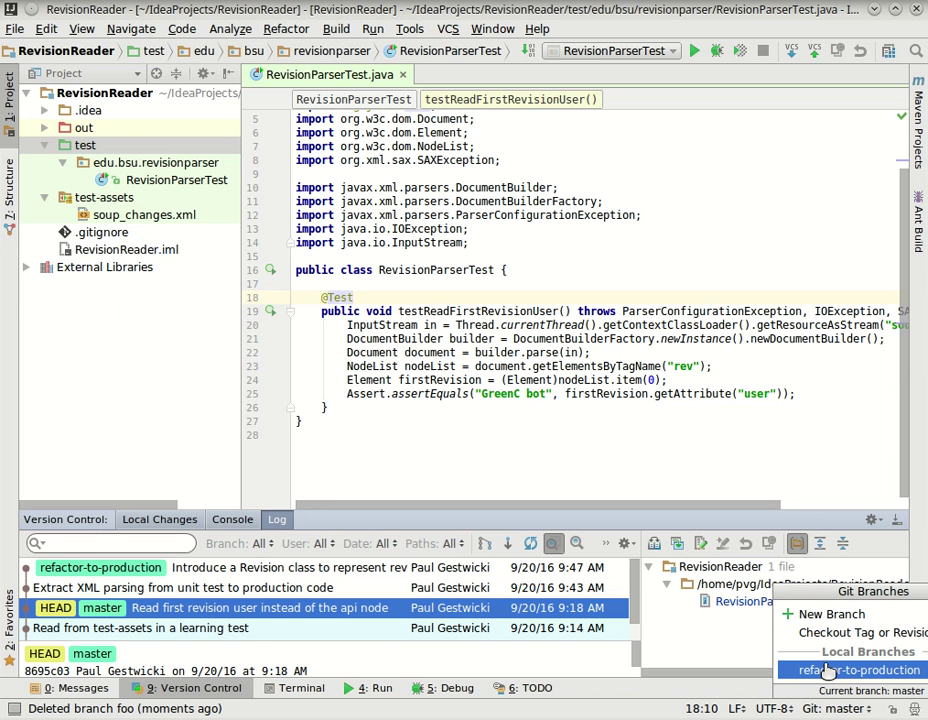 RevisionReader - [~/IdeaProjects/RevisionReader] - [RevisionReader] - ~/IdeaProjects/RevisionReader/test/edu/bsu/revisionparser/RevisionParserTest.java - I...
File Edit View Navigate Code Analyze Refactor Build Run Tools VCS Window Help
RevisionReader test edu bsu revisionparser RevisionParserTest RevisionParserTest VCS VCS
1: Project
7: Structure
2: Favorites
Project
RevisionReader ~/IdeaProjects/
.idea
out
test
edu.bsu.revisionparser
RevisionParserTest
test-assets
soup_changes.xml
.gitignore
RevisionReader.iml
External Libraries
RevisionParserTest.java
RevisionParserTest testReadFirstRevisionUser()
5 import org.w3c.dom.Document;
6 import org.w3c.dom.Element;
7 import org.w3c.dom.NodeList;
8 import org.xml.sax.SAXException;
9
10 import javax.xml.parsers.DocumentBuilder;
11 import javax.xml.parsers.DocumentBuilderFactory;
12 import javax.xml.parsers.ParserConfigurationException;
13 import java.io.IOException;
14 import java.io.InputStream;
15
16 public class RevisionParserTest {
17
18 @Test
19 public void testReadFirstRevisionUser() throws ParserConfigurationException, IOException, SA
20 InputStream in = Thread.currentThread().getContextClassLoader().getResourceAsStream("sou
21 DocumentBuilder builder = DocumentBuilderFactory.newInstance().newDocumentBuilder();
22 Document document = builder.parse(in);
23 NodeList nodeList = document.getElementsByTagName("rev");
24 Element firstRevision = (Element)nodeList.item(0);
25 Assert.assertEquals("GreenC bot", firstRevision.getAttribute("user"));
26 }
27 }
28
Maven Projects
Ant Build
Version Control: Local Changes Console Log
Branch: All User: All Date: All Paths: All
refactor-to-production Introduce a Revision class to represent rev Paul Gestwicki 9/20/16 9:47 AM
Extract XML parsing from unit test to production code Paul Gestwicki 9/20/16 9:43 AM
HEAD master Read first revision user instead of the api node Paul Gestwicki 9/20/16 9:18 AM
Read from test-assets in a learning test Paul Gestwicki 9/20/16 9:14 AM
HEAD master
8695c03 Paul Gestwicki on 9/20/16 at 9:18 AM
RevisionReader 1 file
/home/pvg/IdeaProjects/RevisionReade
RevisionPa
Git Branches
New Branch
Checkout Tag or Revisio
Local Branches
refactor-to-production
Current branch: master
0: Messages 9: Version Control Terminal 4: Run 5: Debug 6: TODO
Deleted branch foo (moments ago) 18:10 LF÷ UTF-8÷ Git: master÷